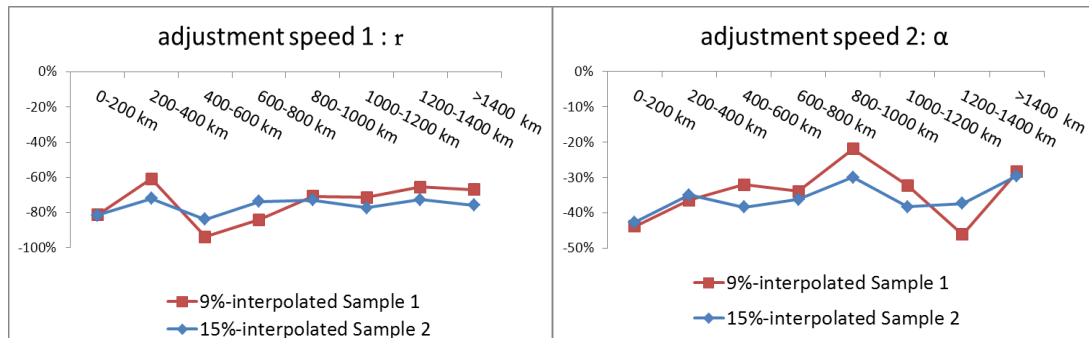 adjustment speed 1 : r
0%
-20%
-40%
-60%
-80%
-100%
0-200 km
200-400 km
400-600 km
600-800 km
800-1000 km
1000-1200 km
1200-1400 km
>1400 km
9%-interpolated Sample 1
15%-interpolated Sample 2
adjustment speed 2: α
0%
-10%
-20%
-30%
-40%
-50%
0-200 km
200-400 km
400-600 km
600-800 km
800-1000 km
1000-1200 km
1200-1400 km
>1400 km
9%-interpolated Sample 1
15%-interpolated Sample 2